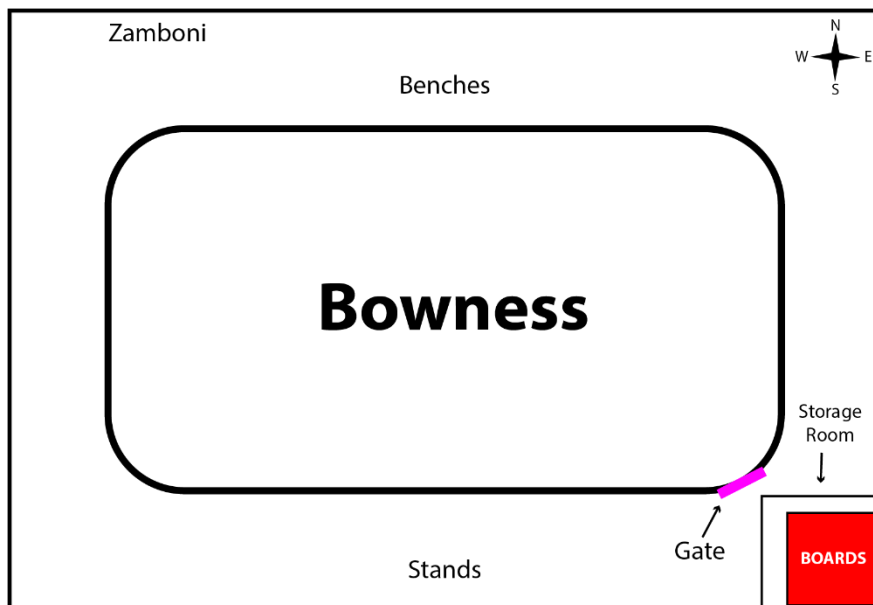 Zamboni
N
W E
S
Benches
Bowness
Storage
Room
Gate
BOARDS
Stands